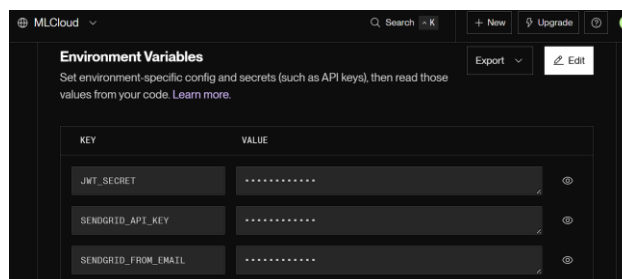 MLCloud
Search ^ K
+ New
Upgrade
Environment Variables
Export
Edit
Set environment-specific config and secrets (such as API keys), then read those
values from your code. Learn more.
KEY VALUE
JWT_SECRET ••••••••••••
SENDGRID_API_KEY ••••••••••••
SENDGRID_FROM_EMAIL ••••••••••••